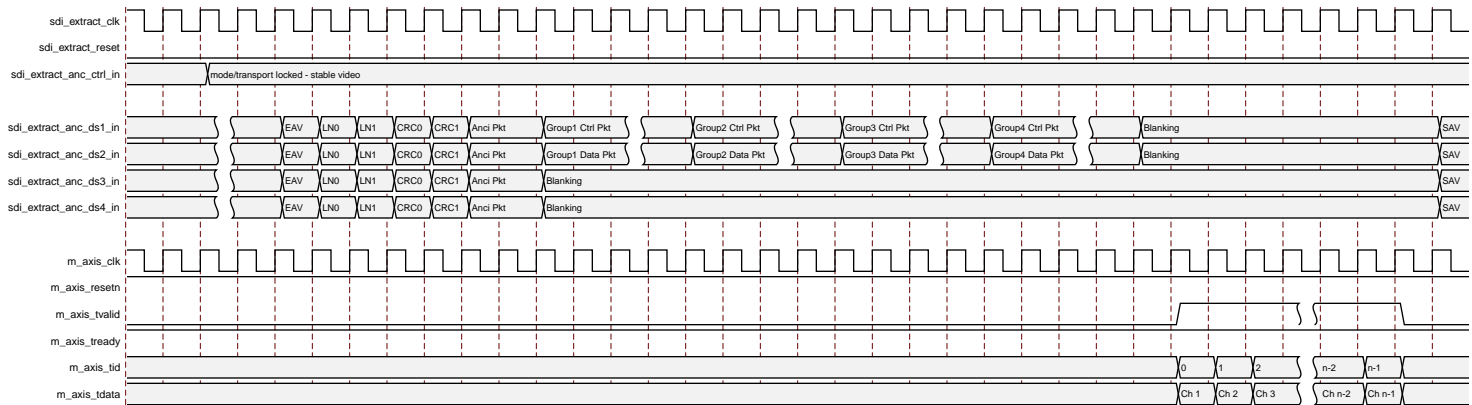 sdi_extract_clk
sdi_extract_reset
sdi_extract_anc_ctrl_in mode/transport locked - stable video
sdi_extract_anc_ds1_in EAV LN0 LN1 CRC0 CRC1 Anci Pkt Group1 Ctrl Pkt Group2 Ctrl Pkt Group3 Ctrl Pkt Group4 Ctrl Pkt Blanking SAV
sdi_extract_anc_ds2_in EAV LN0 LN1 CRC0 CRC1 Anci Pkt Group1 Data Pkt Group2 Data Pkt Group3 Data Pkt Group4 Data Pkt Blanking SAV
sdi_extract_anc_ds3_in EAV LN0 LN1 CRC0 CRC1 Anci Pkt Blanking SAV
sdi_extract_anc_ds4_in EAV LN0 LN1 CRC0 CRC1 Anci Pkt Blanking SAV
m_axis_clk
m_axis_resetn
m_axis_tvalid
m_axis_tready
m_axis_tid 0 1 2 n-2 n-1
m_axis_tdata Ch 1 Ch 2 Ch 3 Ch n-2 Ch n-1